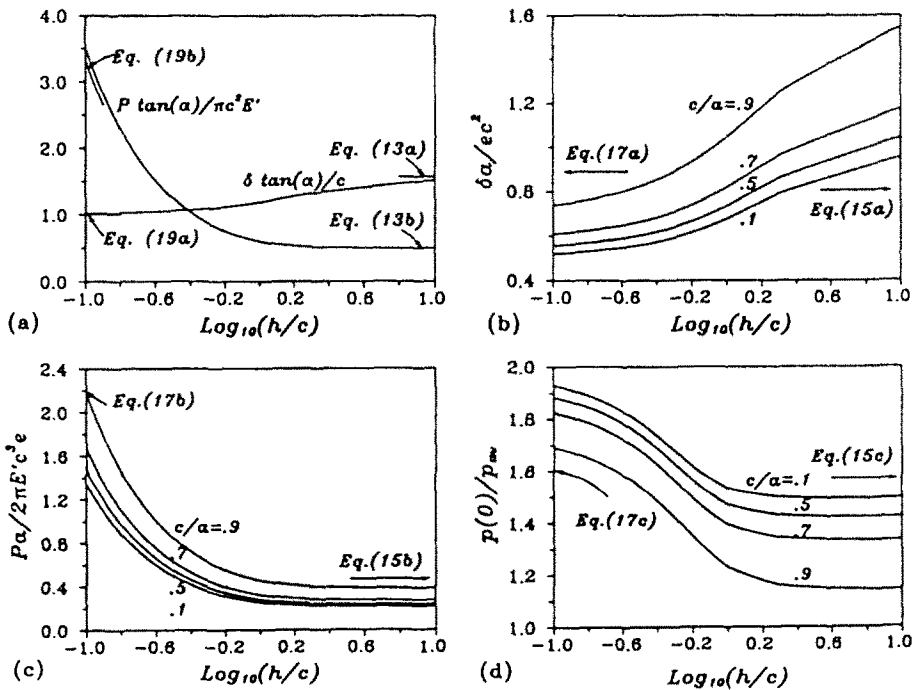 4.0
3.0
2.0
1.0
0.0
-1.0
-0.6
-0.2
0.2
0.6
1.0
Eq. (19b)
P tan(α)/πc²E'
Eq. (13a)
δ tan(α)/c
Eq. (13b)
Eq. (19a)
(a)
Log₁₀(h/c)
1.6
1.2
0.8
0.4
δa/ec²
c/a=.9
Eq.(17a)
.7
.5
.1
Eq.(15a)
-1.0
-0.6
-0.2
0.2
0.6
1.0
(b)
Log₁₀(h/c)
2.4
2.0
1.6
1.2
0.8
0.4
0.0
Pa/2πE'c³e
Eq.(17b)
c/a=.9
.7
Eq.(15b)
.5
.1
-1.0
-0.6
-0.2
0.2
0.6
1.0
(c)
Log₁₀(h/c)
2.0
1.8
1.6
1.4
1.2
1.0
Eq.(15c)
c/a=.1
.5
Eq.(17c)
.7
.9
-1.0
-0.6
-0.2
0.2
0.6
1.0
(d)
Log₁₀(h/c)